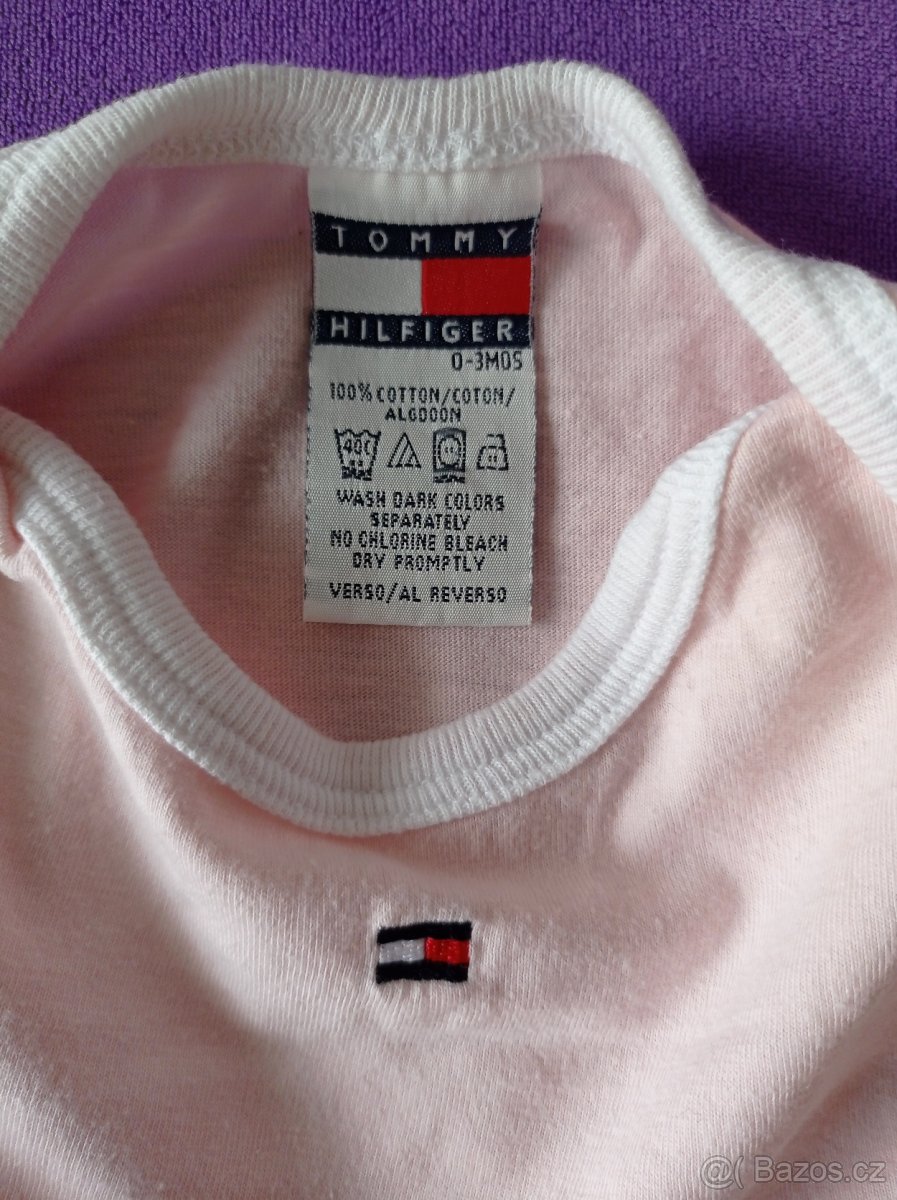 TOMMY
HILFIGER
0-3MOS
100% COTTON/COTON/
ALGODON
40C
WASH DARK COLORS
SEPARATELY
NO CHLORINE BLEACH
DRY PROMPTLY
VERSO/AL REVERSO
@( Bazos.cz